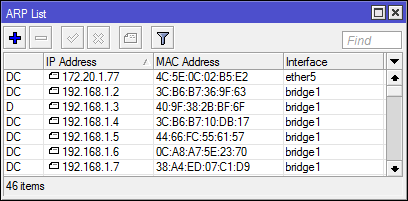 ARP List
Find
IP Address / MAC Address Interface
DC 172.20.1.77 4C:5E:0C:02:B5:E2 ether5
DC 192.168.1.2 3C:B6:B7:36:9F:63 bridge1
D 192.168.1.3 40:9F:38:2B:BF:6F bridge1
DC 192.168.1.4 3C:B6:B7:10:DB:17 bridge1
DC 192.168.1.5 44:66:FC:55:61:57 bridge1
DC 192.168.1.6 0C:A8:A7:5E:23:70 bridge1
DC 192.168.1.7 38:A4:ED:07:C1:D9 bridge1
46 items